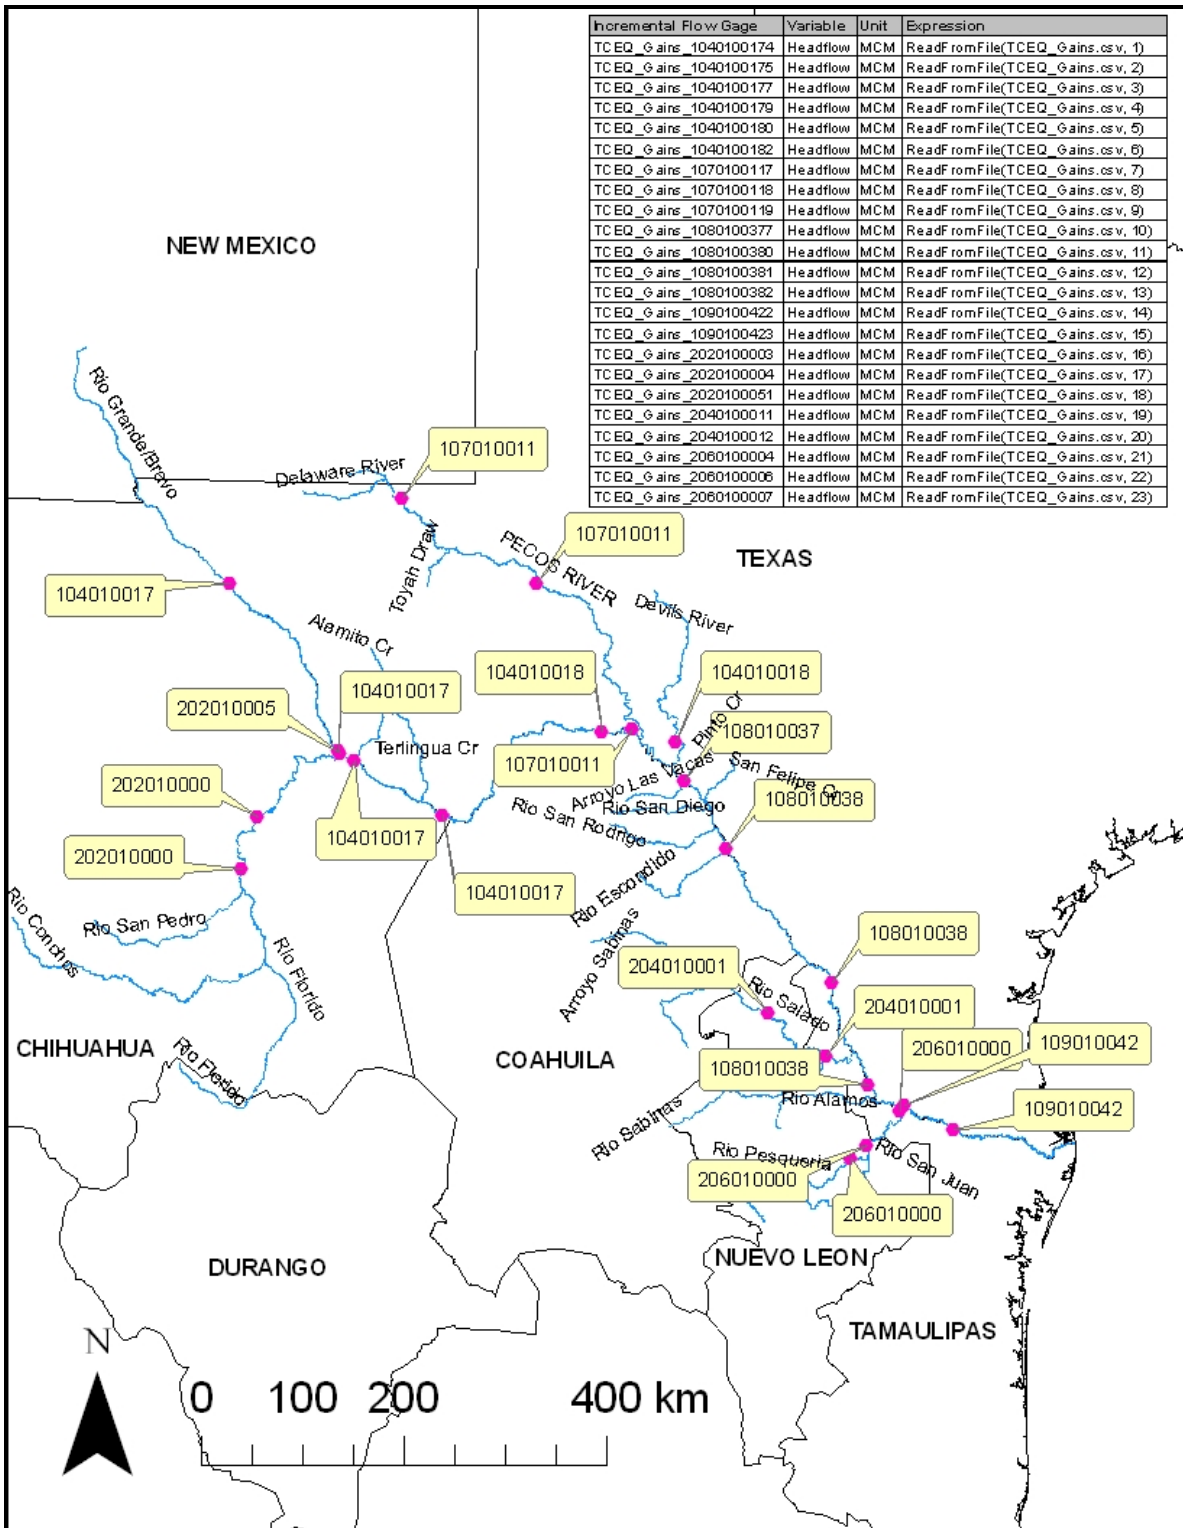 Incremental Flow Gage Variable Unit Expression
TCEQ_Gains_1040100174 Headflow MCM ReadFromFile(TCEQ_Gains.csv, 1)
TCEQ_Gains_1040100175 Headflow MCM ReadFromFile(TCEQ_Gains.csv, 2)
TCEQ_Gains_1040100177 Headflow MCM ReadFromFile(TCEQ_Gains.csv, 3)
TCEQ_Gains_1040100179 Headflow MCM ReadFromFile(TCEQ_Gains.csv, 4)
TCEQ_Gains_1040100180 Headflow MCM ReadFromFile(TCEQ_Gains.csv, 5)
TCEQ_Gains_1040100182 Headflow MCM ReadFromFile(TCEQ_Gains.csv, 6)
TCEQ_Gains_1070100117 Headflow MCM ReadFromFile(TCEQ_Gains.csv, 7)
TCEQ_Gains_1070100118 Headflow MCM ReadFromFile(TCEQ_Gains.csv, 8)
TCEQ_Gains_1070100119 Headflow MCM ReadFromFile(TCEQ_Gains.csv, 9)
TCEQ_Gains_1080100377 Headflow MCM ReadFromFile(TCEQ_Gains.csv, 10)
TCEQ_Gains_1080100380 Headflow MCM ReadFromFile(TCEQ_Gains.csv, 11)
TCEQ_Gains_1080100381 Headflow MCM ReadFromFile(TCEQ_Gains.csv, 12)
TCEQ_Gains_1080100382 Headflow MCM ReadFromFile(TCEQ_Gains.csv, 13)
TCEQ_Gains_1090100422 Headflow MCM ReadFromFile(TCEQ_Gains.csv, 14)
TCEQ_Gains_1090100423 Headflow MCM ReadFromFile(TCEQ_Gains.csv, 15)
TCEQ_Gains_2020100003 Headflow MCM ReadFromFile(TCEQ_Gains.csv, 16)
TCEQ_Gains_2020100004 Headflow MCM ReadFromFile(TCEQ_Gains.csv, 17)
TCEQ_Gains_2020100051 Headflow MCM ReadFromFile(TCEQ_Gains.csv, 18)
TCEQ_Gains_2040100011 Headflow MCM ReadFromFile(TCEQ_Gains.csv, 19)
TCEQ_Gains_2040100012 Headflow MCM ReadFromFile(TCEQ_Gains.csv, 20)
TCEQ_Gains_2060100004 Headflow MCM ReadFromFile(TCEQ_Gains.csv, 21)
TCEQ_Gains_2060100006 Headflow MCM ReadFromFile(TCEQ_Gains.csv, 22)
TCEQ_Gains_2060100007 Headflow MCM ReadFromFile(TCEQ_Gains.csv, 23)
NEW MEXICO
Rio Grande/Bravo
107010011
Delaware River
107010011
Toyah Draw
PECOS RIVER
TEXAS
104010017
Devils River
Alamito Cr
104010018
104010018
104010017
202010005
Pinto Cr
108010037
Terlingua Cr
107010011
Arroyo Las Vacas
San Felipe Cr
202010000
108010038
Rio San Diego
Rio San Rodrigo
104010017
202010000
104010017
Rio Escondido
Rio San Pedro
Rio Conchos
Rio Florido
Arroyo Sabinas
108010038
204010001
Rio Salado
204010001
CHIHUAHUA
Rio Florido
COAHUILA
206010000
109010042
108010038
Rio Alamos
109010042
Rio Sabinas
Rio Pesqueria
Rio San Juan
206010000
206010000
DURANGO
NUEVO LEON
TAMAULIPAS
N
0 100 200 400 km